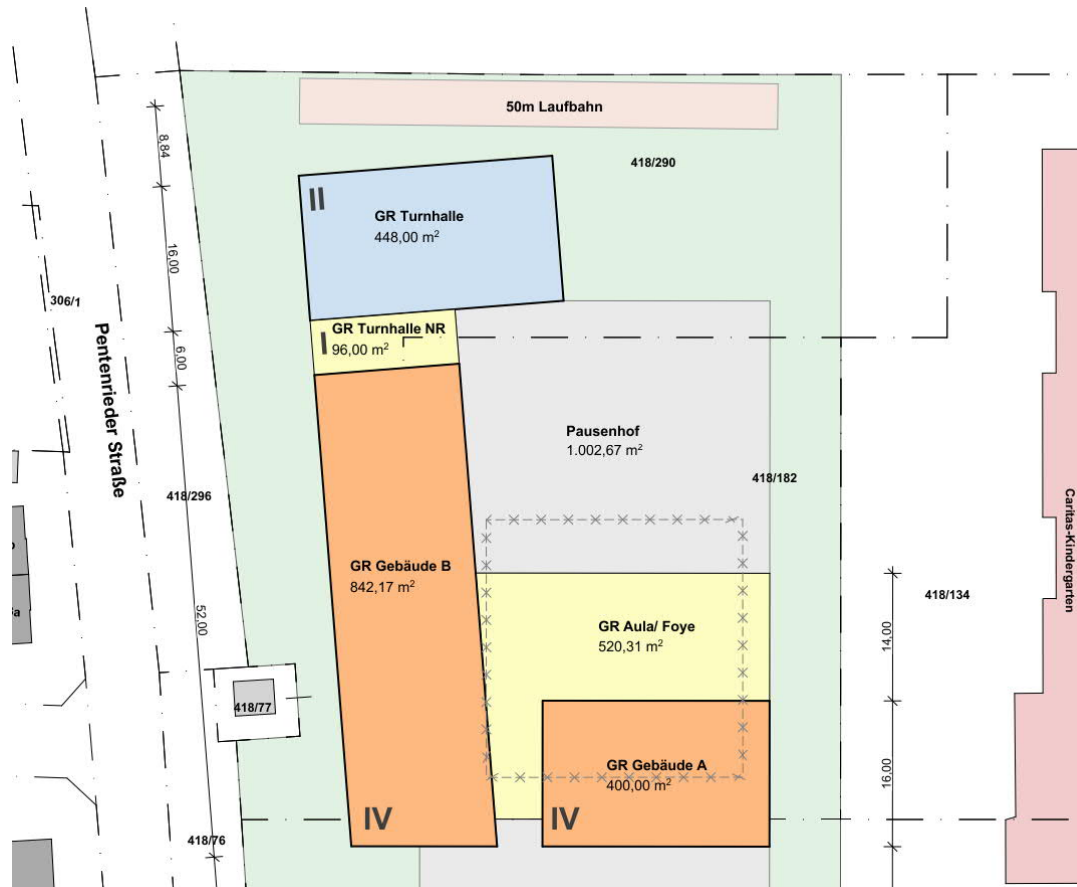 50m Laufbahn
418/290
8,84
II
GR Turnhalle
448,00 m²
16,00
306/1
I
GR Turnhalle NR
96,00 m²
6,00
Pentenrieder Straße
Pausenhof
1.002,67 m²
418/182
418/296
Caritas-Kindergarten
GR Gebäude B
842,17 m²
52,00
GR Aula/ Foye
520,31 m²
14,00
418/134
418/77
GR Gebäude A
400,00 m²
16,00
IV
IV
418/76